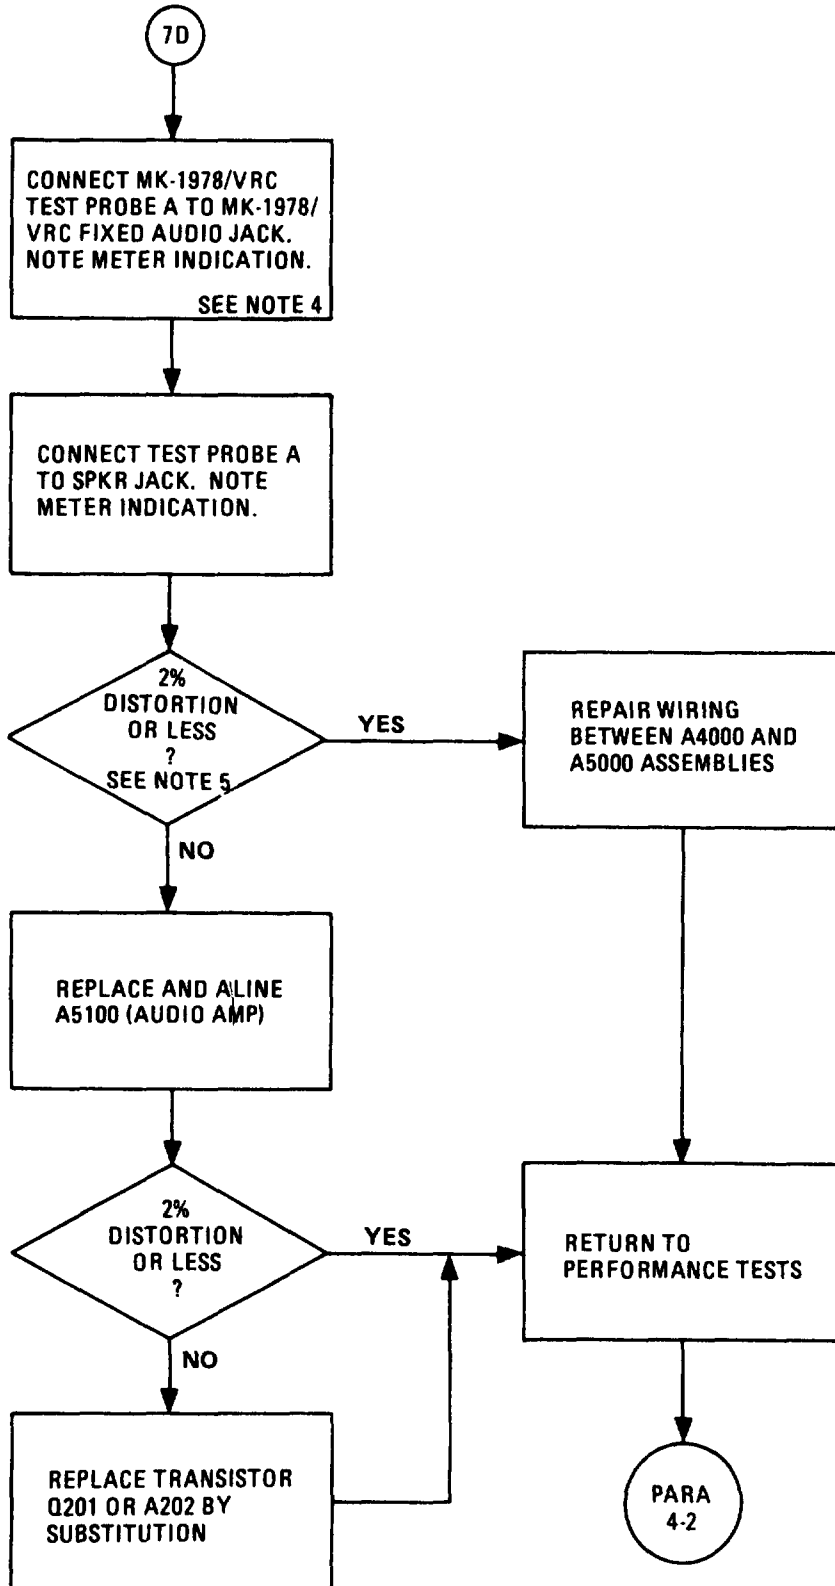 7D
CONNECT MK-1978/VRC
TEST PROBE A TO MK-1978/
VRC FIXED AUDIO JACK.
NOTE METER INDICATION.
SEE NOTE 4
CONNECT TEST PROBE A
TO SPKR JACK. NOTE
METER INDICATION.
2%
DISTORTION
OR LESS
?
SEE NOTE 5
YES
REPAIR WIRING
BETWEEN A4000 AND
A5000 ASSEMBLIES
NO
REPLACE AND ALINE
A5100 (AUDIO AMP)
2%
DISTORTION
OR LESS
?
YES
RETURN TO
PERFORMANCE TESTS
NO
REPLACE TRANSISTOR
Q201 OR A202 BY
SUBSTITUTION
PARA
4-2